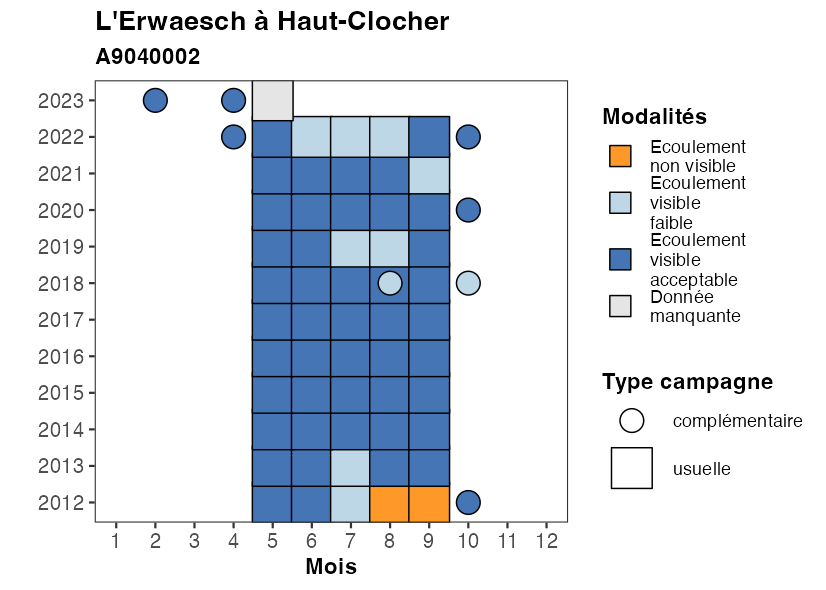 L'Erwaesch à Haut-Clocher
A9040002
2023
2022
2021
2020
2019
2018
2017
2016
2015
2014
2013
2012
1 2 3 4 5 6 7 8 9 10 11 12
Mois
Modalités
Ecoulement
non visible
Ecoulement
visible
faible
Ecoulement
visible
acceptable
Donnée
manquante
Type campagne
complémentaire
usuelle